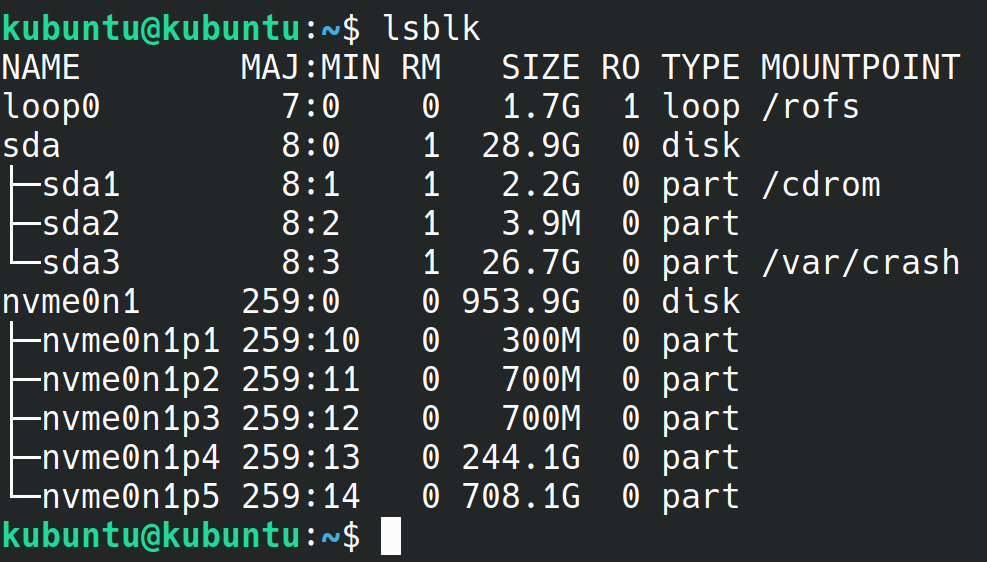 kubuntu@kubuntu:~$ lsblk
NAME        MAJ:MIN RM   SIZE RO TYPE MOUNTPOINT
loop0         7:0    0   1.7G  1 loop /rofs
sda           8:0    1  28.9G  0 disk
├─sda1        8:1    1   2.2G  0 part /cdrom
├─sda2        8:2    1   3.9M  0 part
└─sda3        8:3    1  26.7G  0 part /var/crash
nvme0n1     259:0    0 953.9G  0 disk
├─nvme0n1p1 259:10   0   300M  0 part
├─nvme0n1p2 259:11   0   700M  0 part
├─nvme0n1p3 259:12   0   700M  0 part
├─nvme0n1p4 259:13   0 244.1G  0 part
└─nvme0n1p5 259:14   0 708.1G  0 part
kubuntu@kubuntu:~$